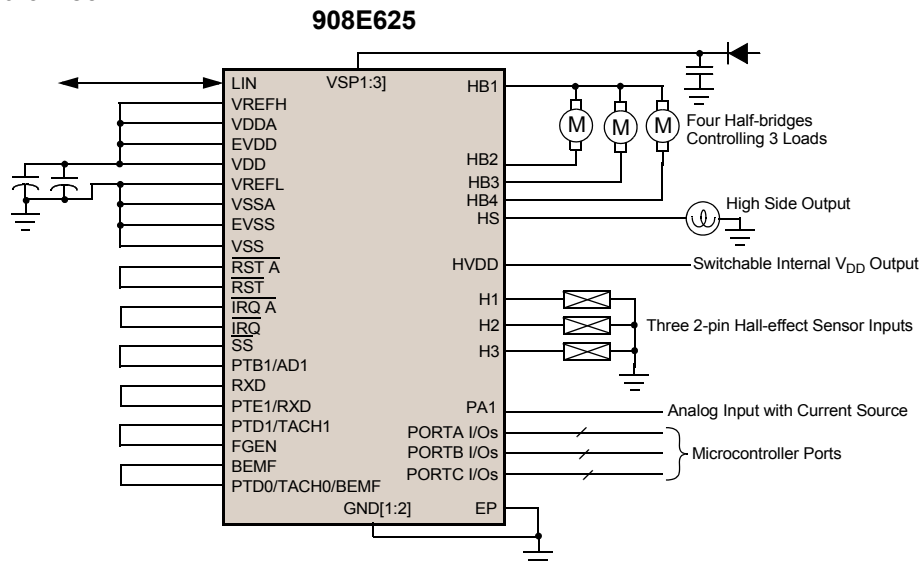 908E625
LIN
VREFH
VDDA
EVDD
VDD
VREFL
VSSA
EVSS
VSS
RST A
RST
IRQ A
IRQ
SS
PTB1/AD1
RXD
PTE1/RXD
PTD1/TACH1
FGEN
BEMF
PTD0/TACH0/BEMF
VSP1:3]
GND[1:2]
HB1
HB2
HB3
HB4
HS
HVDD
H1
H2
H3
PA1
PORTA I/Os
PORTB I/Os
PORTC I/Os
EP
M M M
Four Half-bridges
Controlling 3 Loads
High Side Output
Switchable Internal VDD Output
Three 2-pin Hall-effect Sensor Inputs
Analog Input with Current Source
Microcontroller Ports